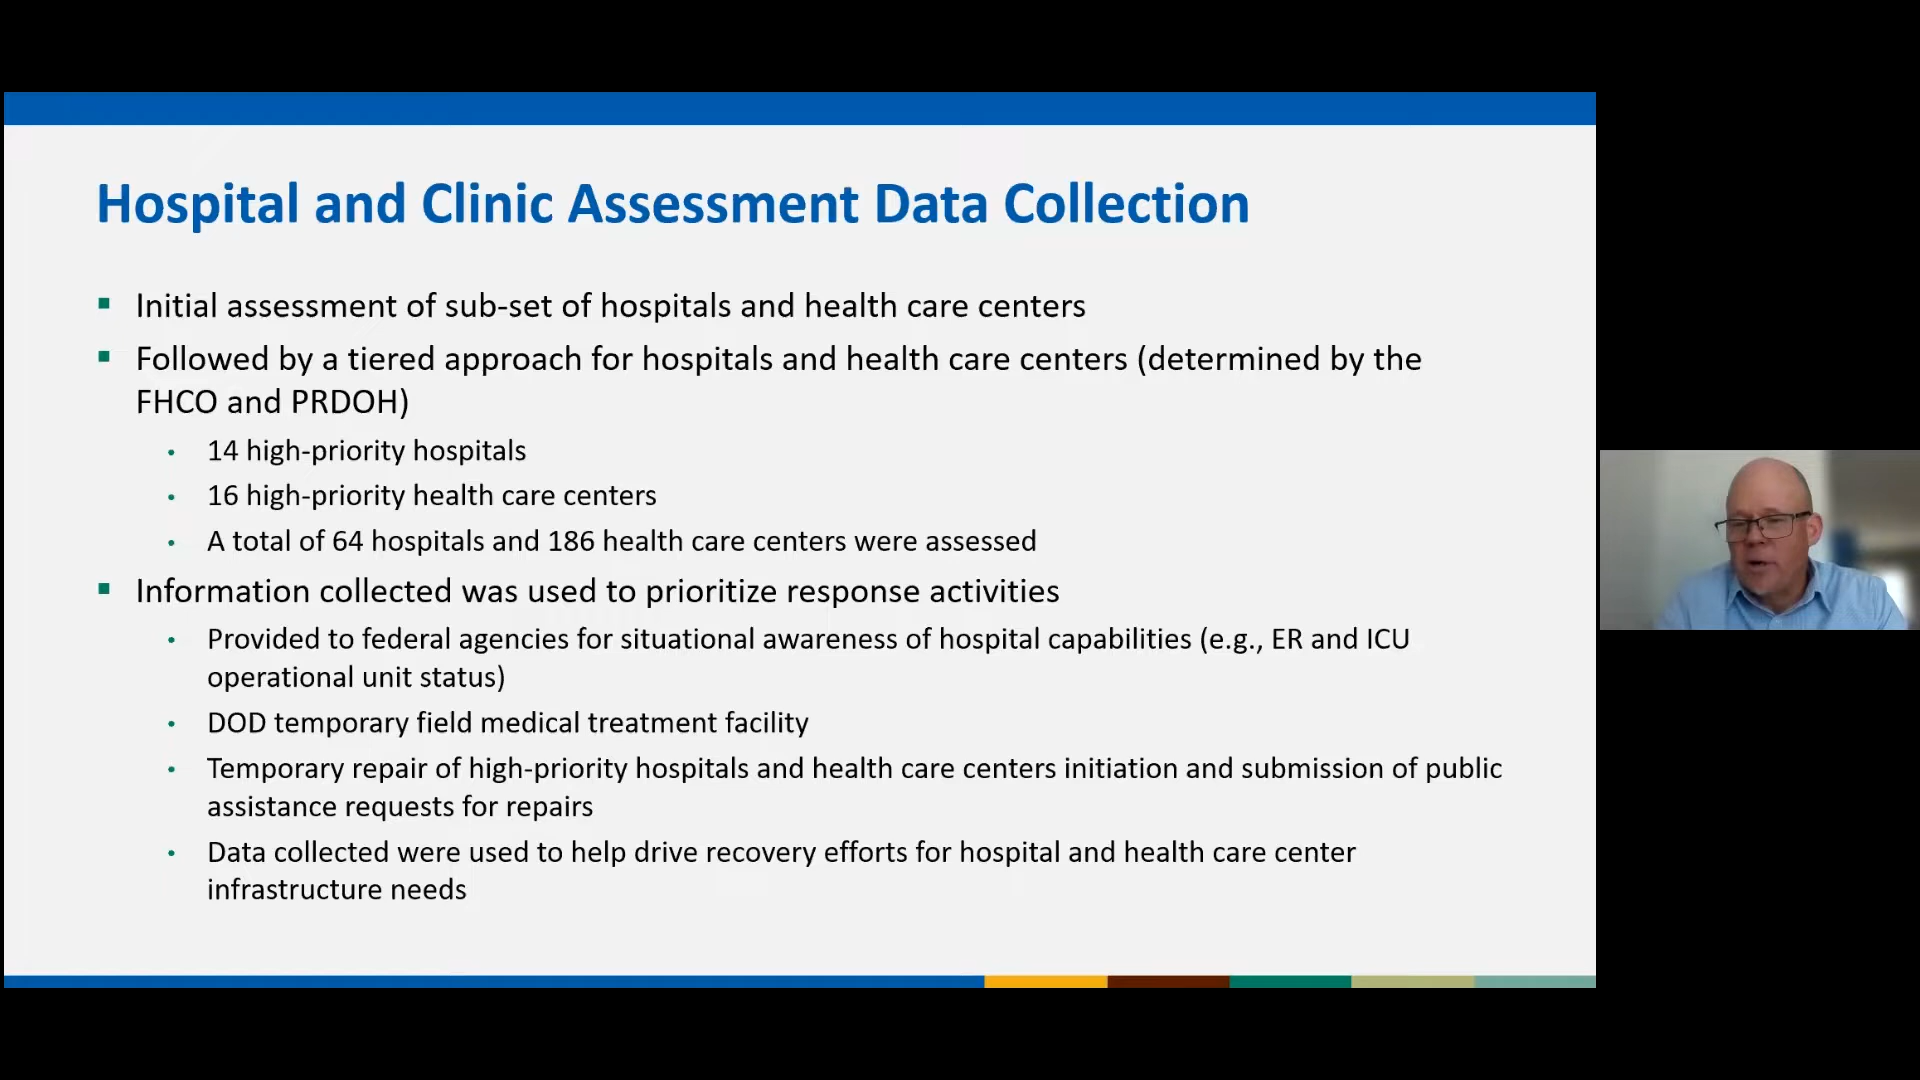 Hospital and Clinic Assessment Data Collection
Initial assessment of sub-set of hospitals and health care centers
Followed by a tiered approach for hospitals and health care centers (determined by the
FHCO and PRDOH)
14 high-priority hospitals
16 high-priority health care centers
A total of 64 hospitals and 186 health care centers were assessed
Information collected was used to prioritize response activities
Provided to federal agencies for situational awareness of hospital capabilities (e.g., ER and ICU
operational unit status)
DOD temporary field medical treatment facility
Temporary repair of high-priority hospitals and health care centers initiation and submission of public
assistance requests for repairs
Data collected were used to help drive recovery efforts for hospital and health care center
infrastructure needs